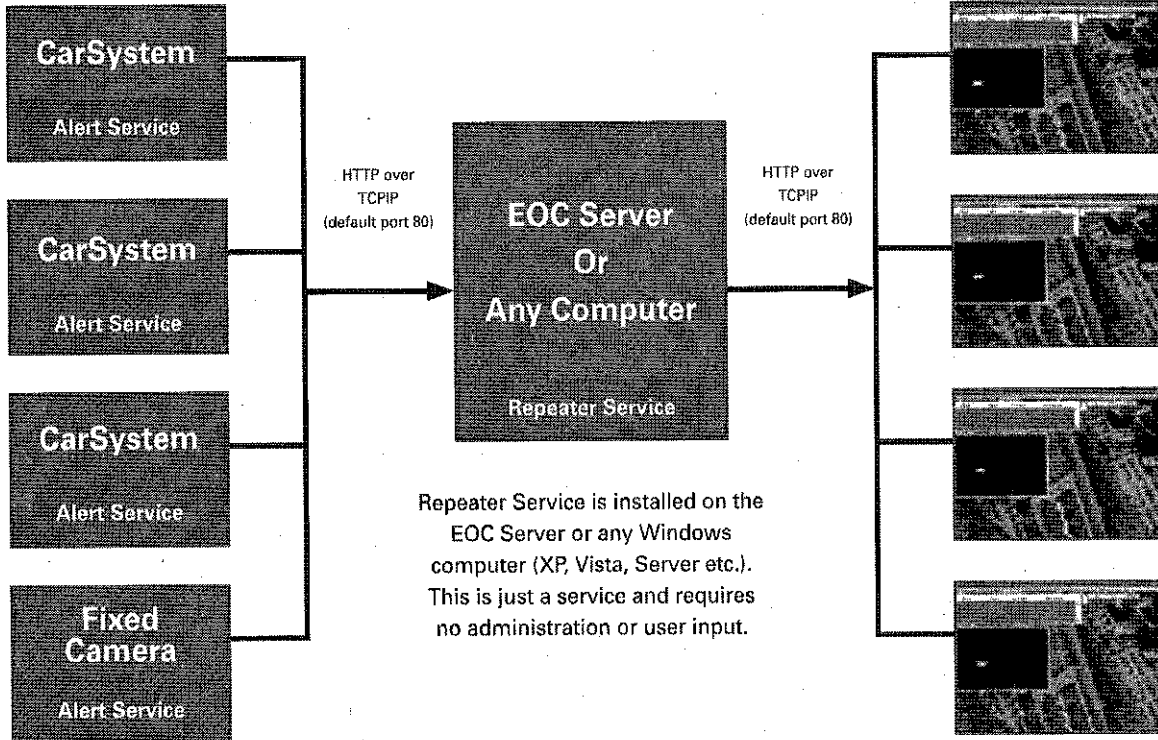 CarSystem
Alert Service
CarSystem
Alert Service
CarSystem
Alert Service
Fixed
Camera
Alert Service
HTTP over
TCPIP
(default port 80)
EOC Server
Or
Any Computer
Repeater Service
HTTP over
TCPIP
(default port 80)
Repeater Service is installed on the
EOC Server or any Windows
computer (XP, Vista, Server etc.).
This is just a service and requires
no administration or user input.